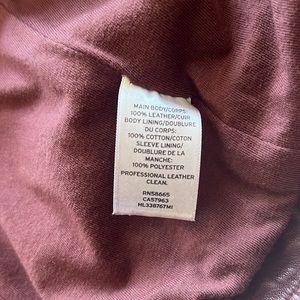 MAIN BODY/CORPS:
100% LEATHER/CUIR
BODY LINING/DOUBLURE
DU CORPS:
100% COTTON/COTON
SLEEVE LINING/
DOUBLURE DE LA
MANCHE:
100% POLYESTER
PROFESSIONAL LEATHER
CLEAN.
RN58665
CA57963
ML338767MI